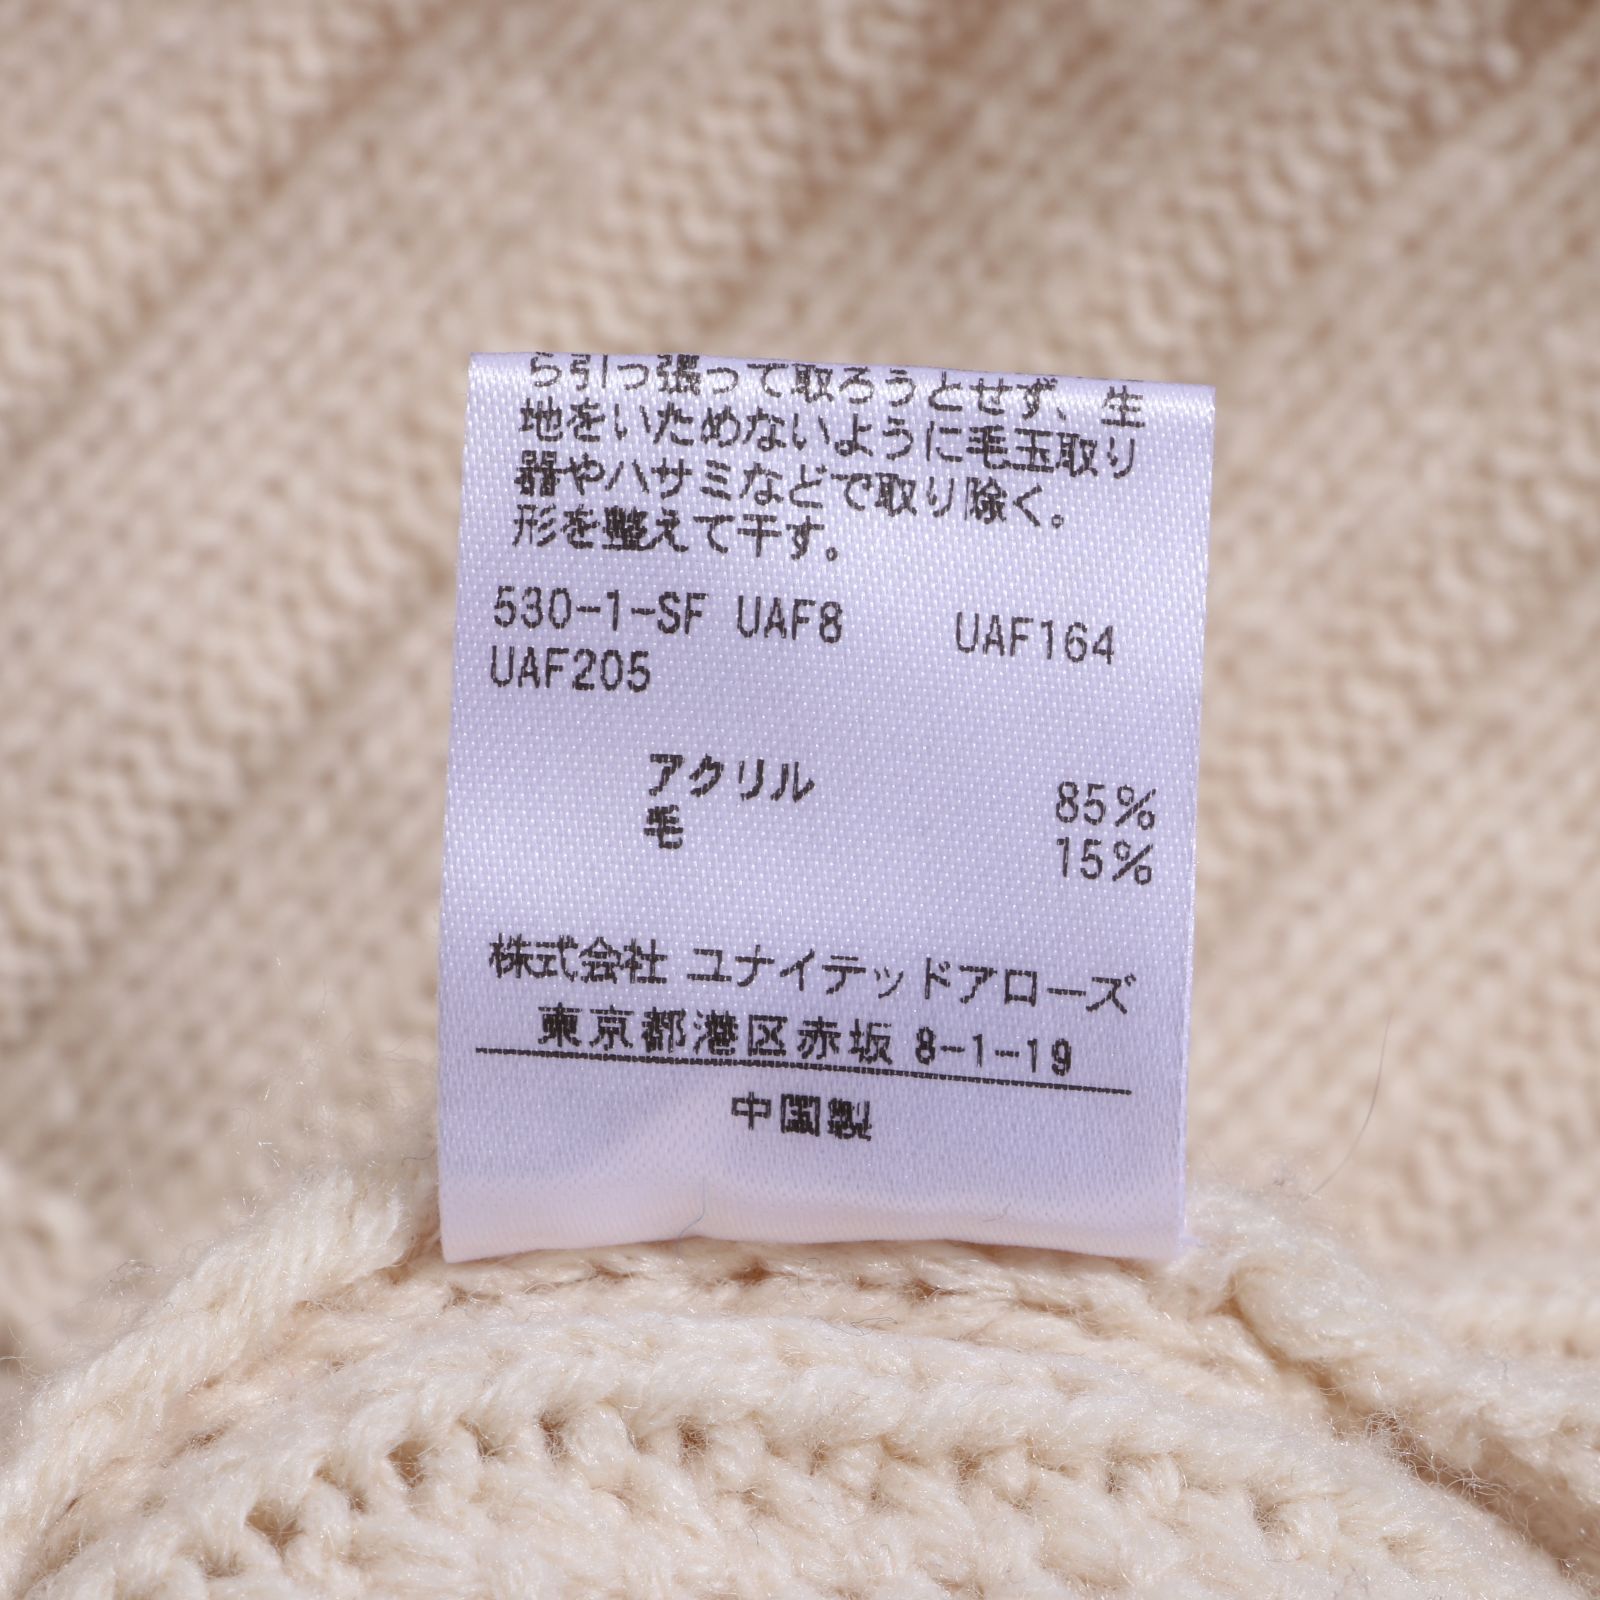 ら引っ張って取ろうとせず、生
地をいためないように毛玉取り
器やハサミなどで取り除く。
形を整えて干す。
530-1-SF UAF8 UAF164
UAF205
アクリル 85%
毛 15%
株式会社 ユナイテッドアローズ
東京都港区赤坂 8-1-19
中国製